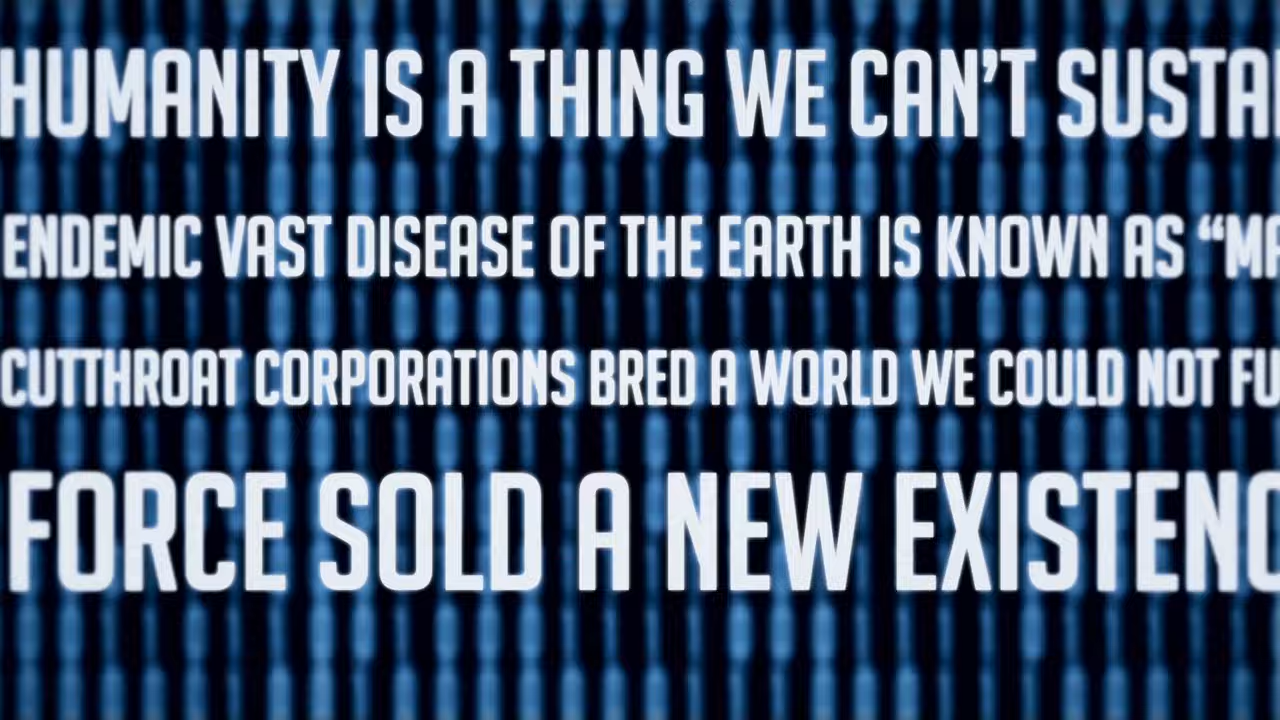 HUMANITY IS A THING WE CAN'T SUSTAI
ENDEMIC VAST DISEASE OF THE EARTH IS KNOWN AS “MA
CUTTHROAT CORPORATIONS BRED A WORLD WE COULD NOT FU
FORCE SOLD A NEW EXISTENC